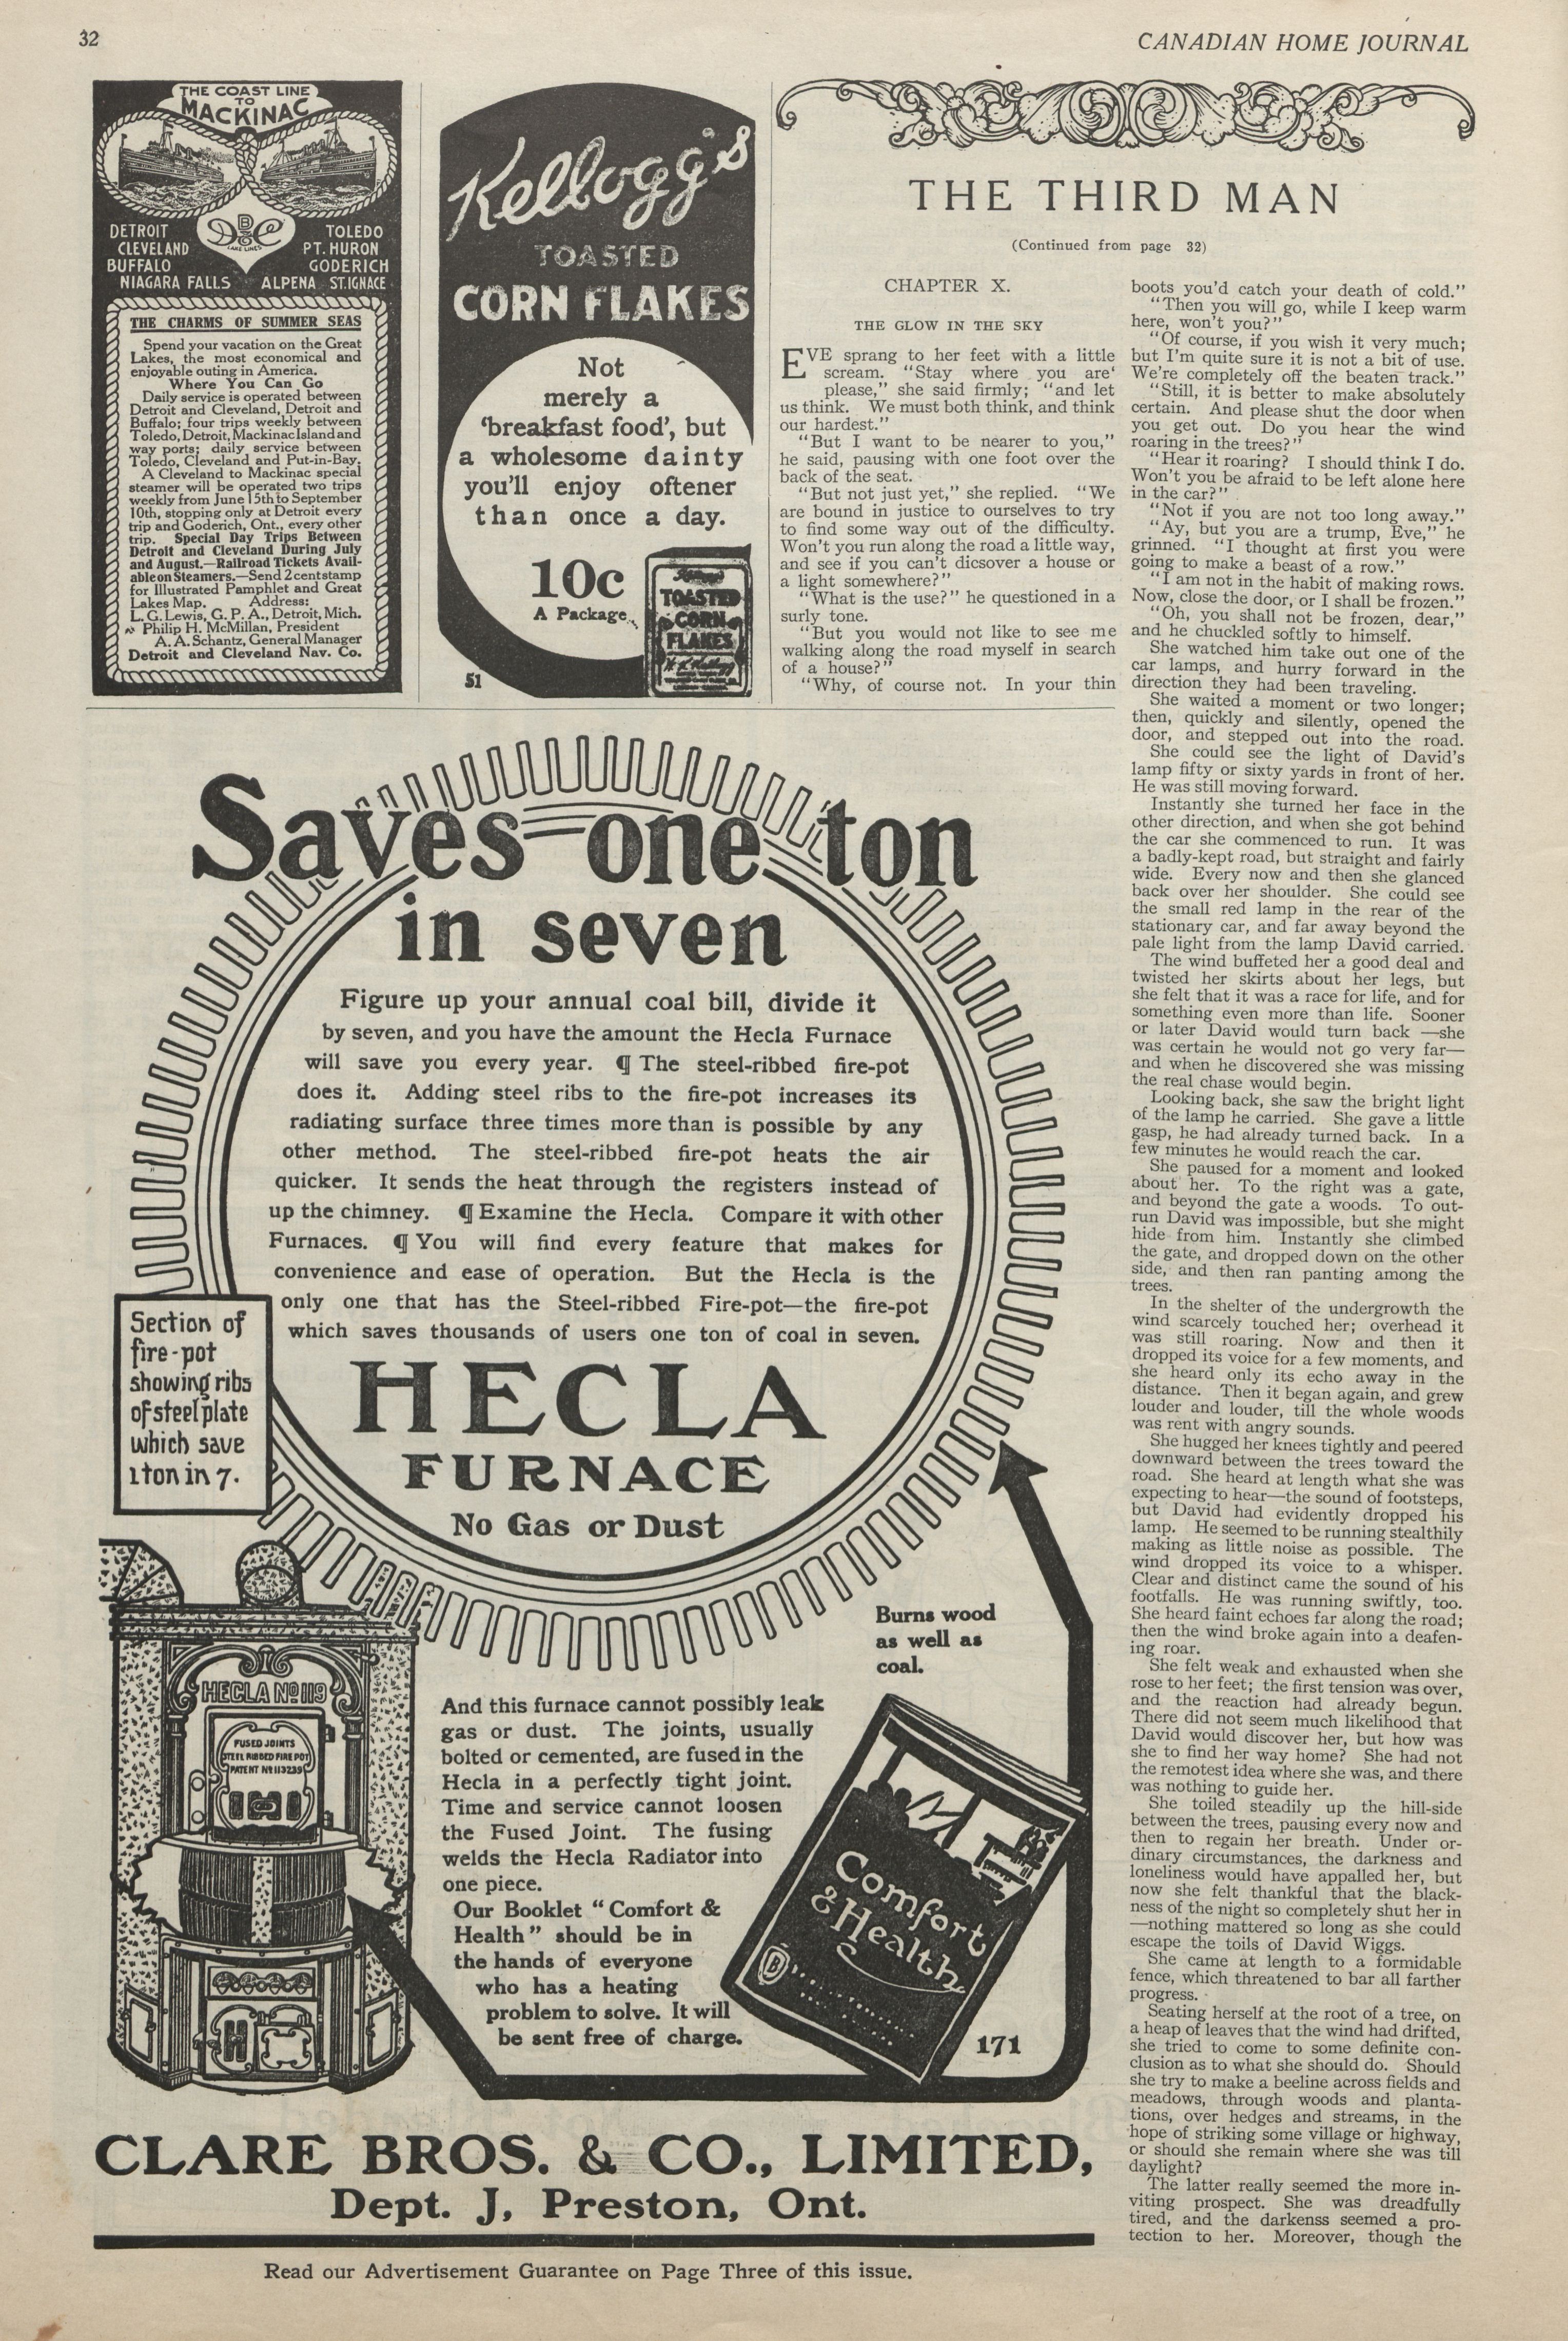 32
CANADIAN HOME JOURNAL
THE COAST LINE
TO
MACKINAC
DETROIT
CLEVELAND
BUFFALO
NIAGARA FALLS
TOLEDO
PT. HURON
GODERICH
ALPENA ST. IGNACE
D&C
LAKE LINES
THE CHARMS OF SUMMER SEAS
Spend your vacation on the Great
Lakes, the most economical and
enjoyable outing in America.
Where You Can Go
Daily service is operated between
Detroit and Cleveland, Detroit and
Buffalo; four trips weekly between
Toledo, Detroit, Mackinac Island and
way ports; daily service between
Toledo, Cleveland and Put-in-Bay.
A Cleveland to Mackinac special
steamer will be operated two trips
weekly from June 15th to September
10th, stopping only at Detroit every
trip and Goderich, Ont., every other
trip. Special Day Trips Between
Detroit and Cleveland During July
and August.—Railroad Tickets Avail-
able on Steamers.—Send 2 cent stamp
for Illustrated Pamphlet and Great
Lakes Map. Address:
L. G. Lewis, G. P. A., Detroit, Mich.
Philip H. McMillan, President
A. A. Schantz, General Manager
Detroit and Cleveland Nav. Co.
Kellogg's
TOASTED
CORN FLAKES
Not
merely a
‘breakfast food’, but
a wholesome dainty
you'll enjoy oftener
than once a day.
10c
A Package
51
Kellogg's
TOASTED
CORN
FLAKES
W. K. Kellogg
THE THIRD MAN
(Continued from page 32)
CHAPTER X.
THE GLOW IN THE SKY
EVE sprang to her feet with a little
scream. "Stay where you are‘
please," she said firmly; "and let
us think. We must both think, and think
our hardest."
"But I want to be nearer to you,"
he said, pausing with one foot over the
back of the seat.
"But not just yet," she replied. "We
are bound in justice to ourselves to try
to find some way out of the difficulty.
Won't you run along the road a little way,
and see if you can't dicsover a house or
a light somewhere?"
"What is the use?" he questioned in a
surly tone.
"But you would not like to see me
walking along the road myself in search
of a house?"
"Why, of course not. In your thin
boots you'd catch your death of cold."
"Then you will go, while I keep warm
here, won't you?"
"Of course, if you wish it very much;
but I'm quite sure it is not a bit of use.
We're completely off the beaten track."
"Still, it is better to make absolutely
certain. And please shut the door when
you get out. Do you hear the wind
roaring in the trees?"
"Hear it roaring? I should think I do.
Won't you be afraid to be left alone here
in the car?"
"Not if you are not too long away."
"Ay, but you are a trump, Eve," he
grinned. "I thought at first you were
going to make a beast of a row."
"I am not in the habit of making rows.
Now, close the door, or I shall be frozen."
"Oh, you shall not be frozen, dear,"
and he chuckled softly to himself.
She watched him take out one of the
car lamps, and hurry forward in the
direction they had been traveling.
She waited a moment or two longer;
then, quickly and silently, opened the
door, and stepped out into the road.
She could see the light of David's
lamp fifty or sixty yards in front of her.
He was still moving forward.
Instantly she turned her face in the
other direction, and when she got behind
the car she commenced to run. It was
a badly-kept road, but straight and fairly
wide. Every now and then she glanced
back over her shoulder. She could see
the small red lamp in the rear of the
stationary car, and far away beyond the
pale light from the lamp David carried.
The wind buffeted her a good deal and
twisted her skirts about her legs, but
she felt that it was a race for life, and for
something even more than life. Sooner
or later David would turn back —she
was certain he would not go very far—
and when he discovered she was missing
the real chase would begin.
Looking back, she saw the bright light
of the lamp he carried. She gave a little
gasp, he had already turned back. In a
few minutes he would reach the car.
She paused for a moment and looked
about her. To the right was a gate,
and beyond the gate a woods. To out-
run David was impossible, but she might
hide from him. Instantly she climbed
the gate, and dropped down on the other
side, and then ran panting among the
trees.
In the shelter of the undergrowth the
wind scarcely touched her; overhead it
was still roaring. Now and then it
dropped its voice for a few moments, and
she heard only its echo away in the
distance. Then it began again, and grew
louder and louder, till the whole woods
was rent with angry sounds.
She hugged her knees tightly and peered
downward between the trees toward the
road. She heard at length what she was
expecting to hear—the sound of footsteps,
but David had evidently dropped his
lamp. He seemed to be running stealthily
making as little noise as possible. The
wind dropped its voice to a whisper.
Clear and distinct came the sound of his
footfalls. He was running swiftly, too.
She heard faint echoes far along the road;
then the wind broke again into a deafen-
ing roar.
She felt weak and exhausted when she
rose to her feet; the first tension was over,
and the reaction had already begun.
There did not seem much likelihood that
David would discover her, but how was
she to find her way home? She had not
the remotest idea where she was, and there
was nothing to guide her.
She toiled steadily up the hill-side
between the trees, pausing every now and
then to regain her breath. Under or-
dinary circumstances, the darkness and
loneliness would have appalled her, but
now she felt thankful that the black-
ness of the night so completely shut her in
—nothing mattered so long as she could
escape the toils of David Wiggs.
She came at length to a formidable
fence, which threatened to bar all farther
progress.
Seating herself at the root of a tree, on
a heap of leaves that the wind had drifted,
she tried to come to some definite con-
clusion as to what she should do. Should
she try to make a beeline across fields and
meadows, through woods and planta-
tions, over hedges and streams, in the
hope of striking some village or highway,
or should she remain where she was till
daylight?
The latter really seemed the more in-
viting prospect. She was dreadfully
tired, and the darkenss seemed a pro-
tection to her. Moreover, though the
Saves one ton
in seven
Figure up your annual coal bill, divide it
by seven, and you have the amount the Hecla Furnace
will save you every year. ¶ The steel-ribbed fire-pot
does it. Adding steel ribs to the fire-pot increases its
radiating surface three times more than is possible by any
other method. The steel-ribbed fire-pot heats the air
quicker. It sends the heat through the registers instead of
up the chimney. ¶ Examine the Hecla. Compare it with other
Furnaces. ¶ You will find every feature that makes for
convenience and ease of operation. But the Hecla is the
only one that has the Steel-ribbed Fire-pot—the fire-pot
which saves thousands of users one ton of coal in seven.
HECLA
FURNACE
No Gas or Dust
Section of
fire-pot
showing ribs
of steel plate
which save
1 ton in 7.
HECLA No 119
FUSED JOINTS
STEEL RIBBED FIRE POT
PATENT No 113239
H
Burns wood
as well as
coal.
And this furnace cannot possibly leak
gas or dust. The joints, usually
bolted or cemented, are fused in the
Hecla in a perfectly tight joint.
Time and service cannot loosen
the Fused Joint. The fusing
welds the Hecla Radiator into
one piece.
Our Booklet "Comfort &
Health" should be in
the hands of everyone
who has a heating
problem to solve. It will
be sent free of charge.
Comfort
& Health
171
CLARE BROS. & CO., LIMITED,
Dept. J, Preston, Ont.
Read our Advertisement Guarantee on Page Three of this issue.